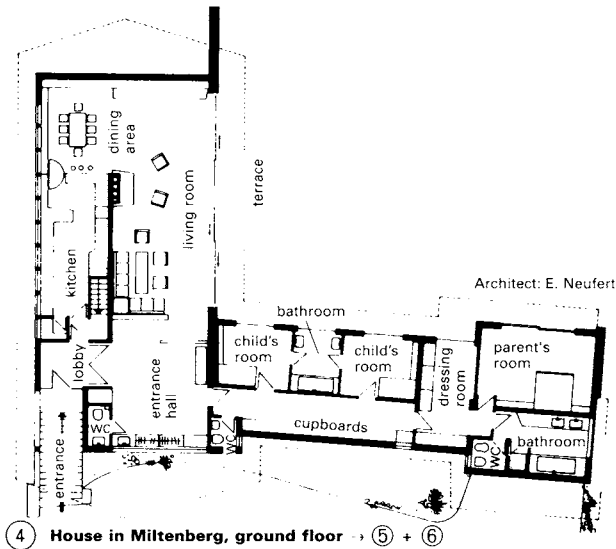 dining
area
living room
terrace
kitchen
Architect: E. Neufert
bathroom
child's
room
child's
room
dressing
room
parent's
room
lobby
entrance
hall
cupboards
WC
WC
WC
bathroom
entrance
4 House in Miltenberg, ground floor → 5 + 6